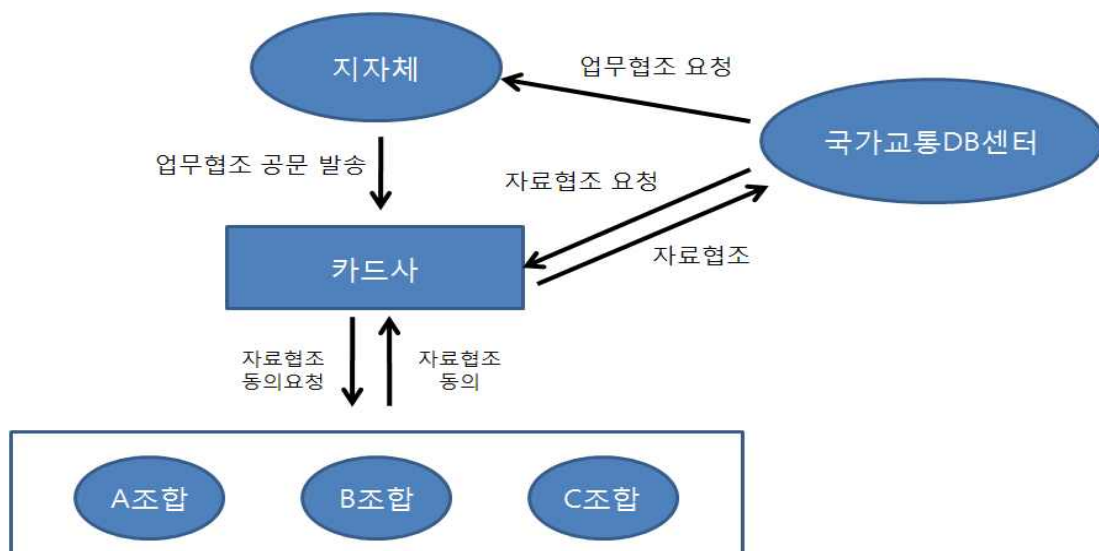 지자체
업무협조 요청
국가교통DB센터
업무협조 공문 발송
자료협조 요청
카드사
자료협조
자료협조
동의요청
자료협조
동의
A조합
B조합
C조합